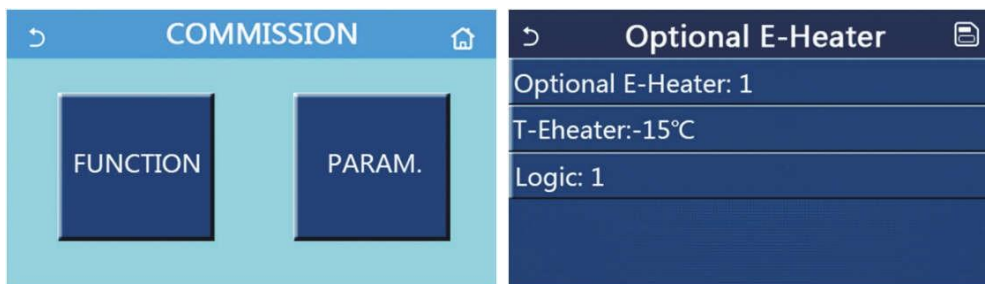 COMMISSION
FUNCTION
PARAM.
Optional E-Heater
Optional E-Heater: 1
T-Eheater:-15℃
Logic: 1